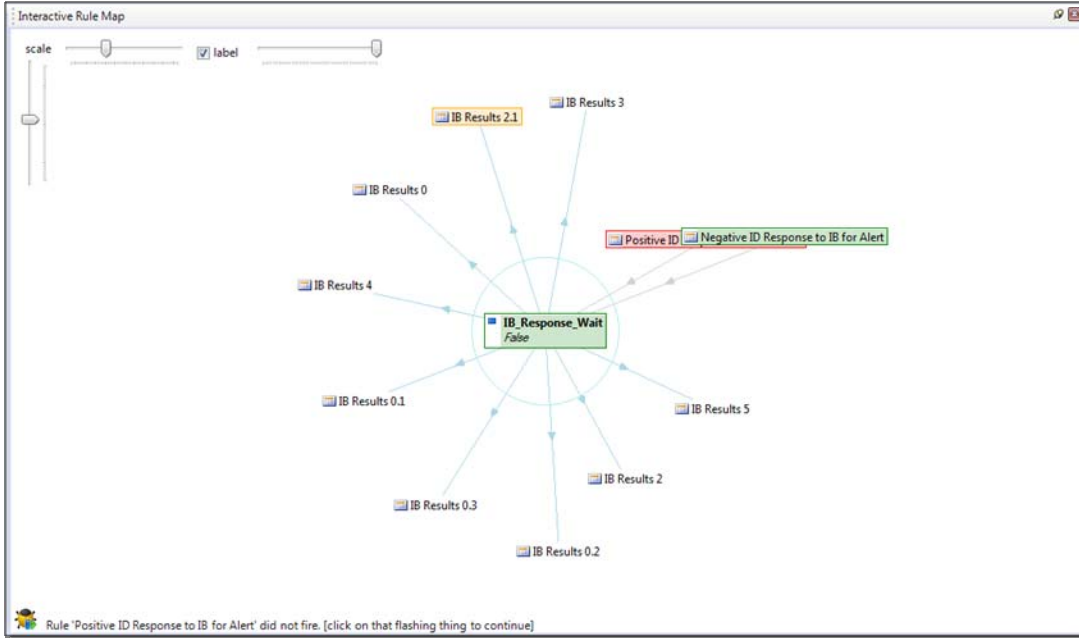 Interactive Rule Map
scale
label
IB Results 3
IB Results 2.1
IB Results 0
Positive ID
Negative ID Response to IB for Alert
IB Results 4
IB_Response_Wait
False
IB Results 0.1
IB Results 5
IB Results 2
IB Results 0.3
IB Results 0.2
Rule 'Positive ID Response to IB for Alert' did not fire. [click on that flashing thing to continue]